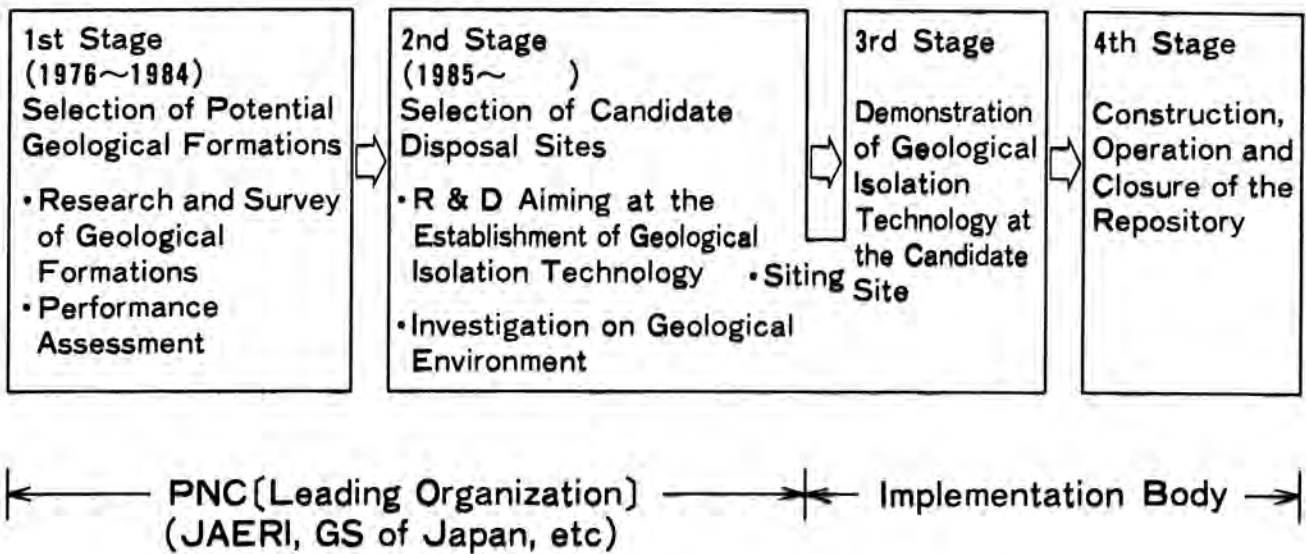 1st Stage
(1976～1984)
Selection of Potential
Geological Formations
・Research and Survey
of Geological
Formations
・Performance
Assessment
2nd Stage
(1985～ )
Selection of Candidate
Disposal Sites
・R & D Aiming at the
Establishment of Geological
Isolation Technology
・Siting
・Investigation on Geological
Environment
3rd Stage
Demonstration
of Geological
Isolation
Technology at
the Candidate
Site
4th Stage
Construction,
Operation and
Closure of the
Repository
PNC[Leading Organization]
(JAERI, GS of Japan, etc)
Implementation Body